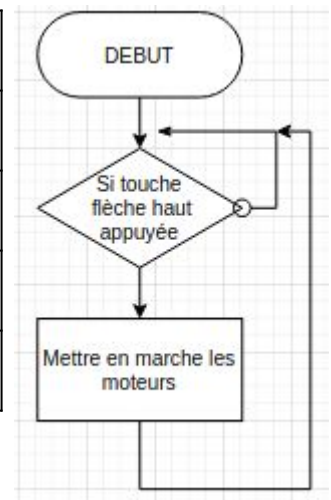 DEBUT
Si touche
flèche haut
appuyée
Mettre en marche les
moteurs